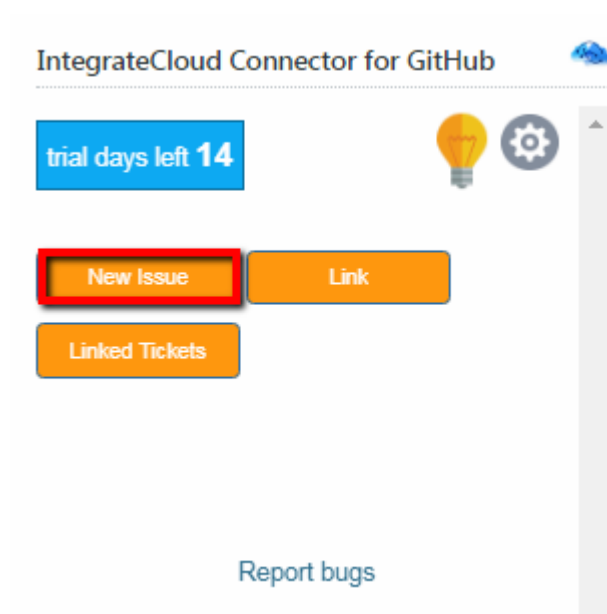 IntegrateCloud Connector for GitHub
trial days left 14
New Issue
Link
Linked Tickets
Report bugs